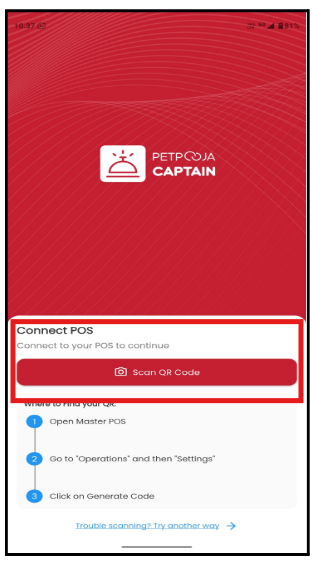 10:37
81%
PETPOOJA
CAPTAIN
Connect POS
Connect to your POS to continue
Scan QR Code
Where to Find your QR
1 Open Master POS
2 Go to "Operations" and then "Settings"
3 Click on Generate Code
Trouble scanning? Try another way